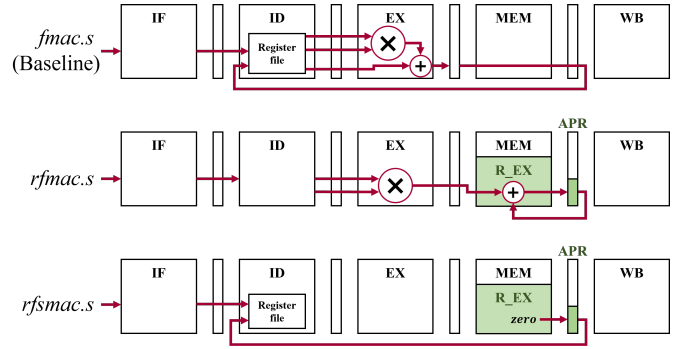 IF ID EX MEM WB
fmac.s
(Baseline)
Register
file
×
+
APR
IF ID EX MEM WB
R_EX
rfmac.s
×
+
APR
IF ID EX MEM WB
R_EX
rfsmac.s
Register
file
zero